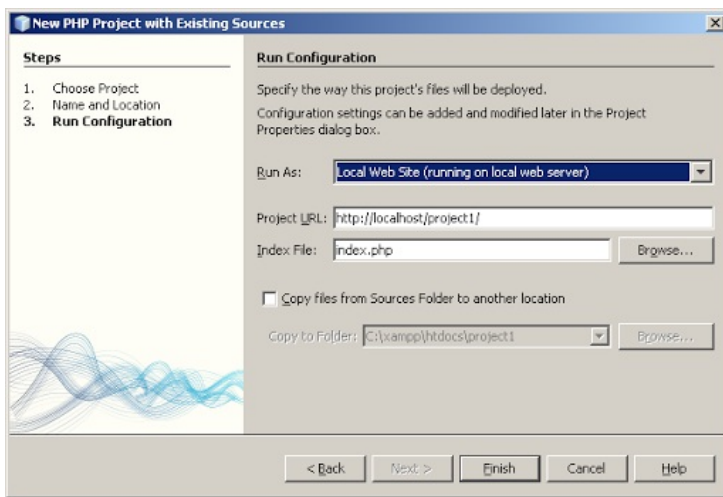 New PHP Project with Existing Sources
Steps
1. Choose Project
2. Name and Location
3. Run Configuration
Run Configuration
Specify the way this project's files will be deployed.
Configuration settings can be added and modified later in the Project
Properties dialog box.
Run As: Local Web Site (running on local web server)
Project URL: http://localhost/project1/
Index File: index.php Browse...
Copy files from Sources Folder to another location
Copy to Folder: C:\xampp\htdocs\project1 Browse...
< Back Next > Finish Cancel Help